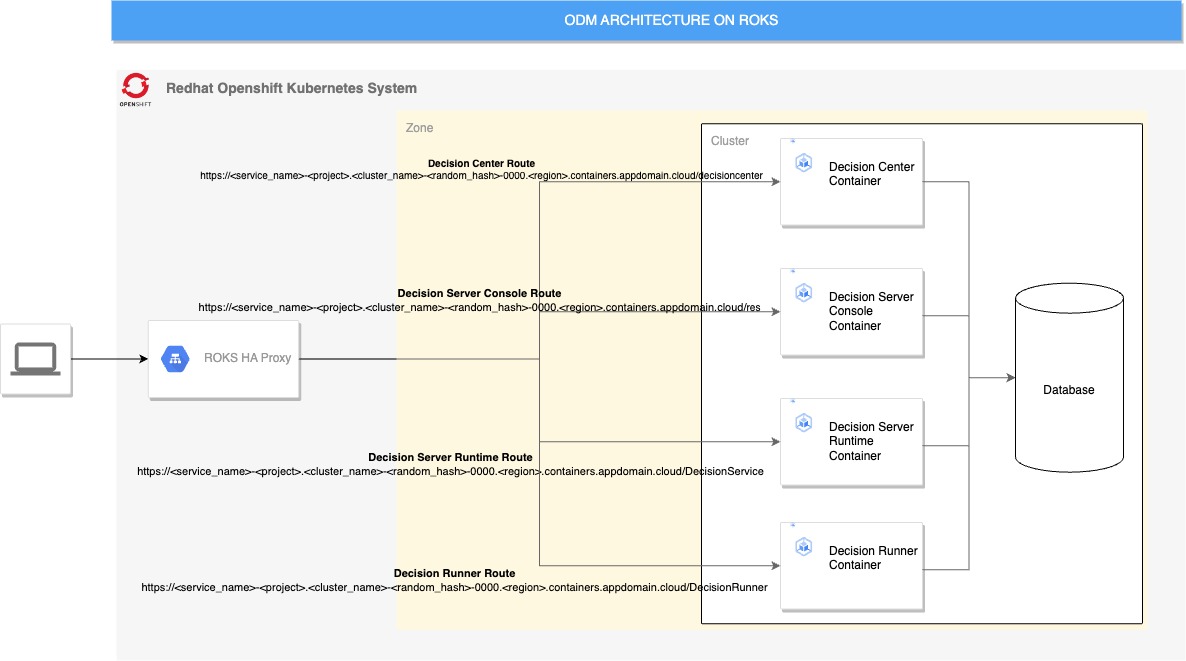 ODM ARCHITECTURE ON ROKS
OPENSHIFT
Redhat Openshift Kubernetes System
Zone
Cluster
Decision Center Route
https://<service_name>-<project>.<cluster_name>-<random_hash>-0000.<region>.containers.appdomain.cloud/decisioncenter
Decision Center
Container
Decision Server Console Route
https://<service_name>-<project>.<cluster_name>-<random_hash>-0000.<region>.containers.appdomain.cloud/res
Decision Server
Console
Container
ROKS HA Proxy
Database
Decision Server Runtime Route
https://<service_name>-<project>.<cluster_name>-<random_hash>-0000.<region>.containers.appdomain.cloud/DecisionService
Decision Server
Runtime
Container
Decision Runner Route
https://<service_name>-<project>.<cluster_name>-<random_hash>-0000.<region>.containers.appdomain.cloud/DecisionRunner
Decision Runner
Container